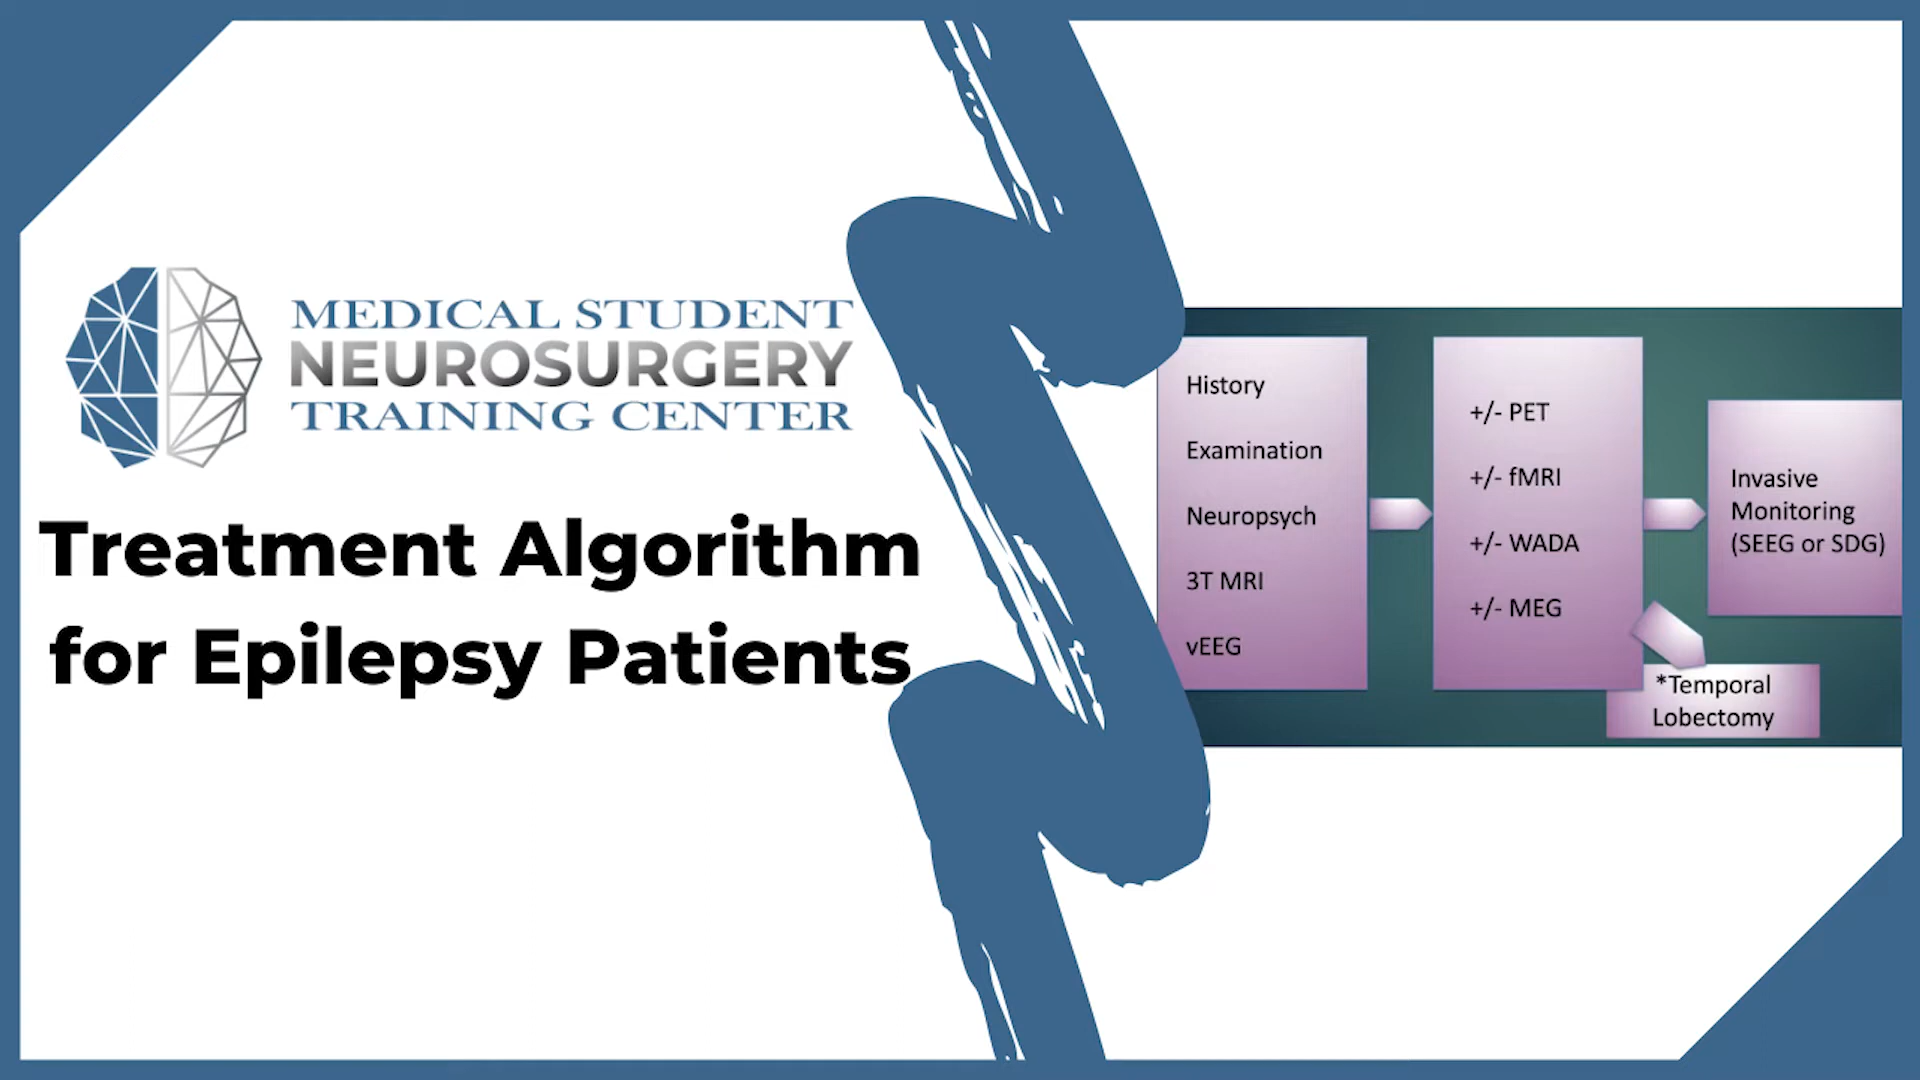 MEDICAL STUDENT
NEUROSURGERY
TRAINING CENTER
Treatment Algorithm
for Epilepsy Patients
History
Examination
Neuropsych
3T MRI
vEEG
+/- PET
+/- fMRI
+/- WADA
+/- MEG
Invasive
Monitoring
(SEEG or SDG)
*Temporal
Lobectomy